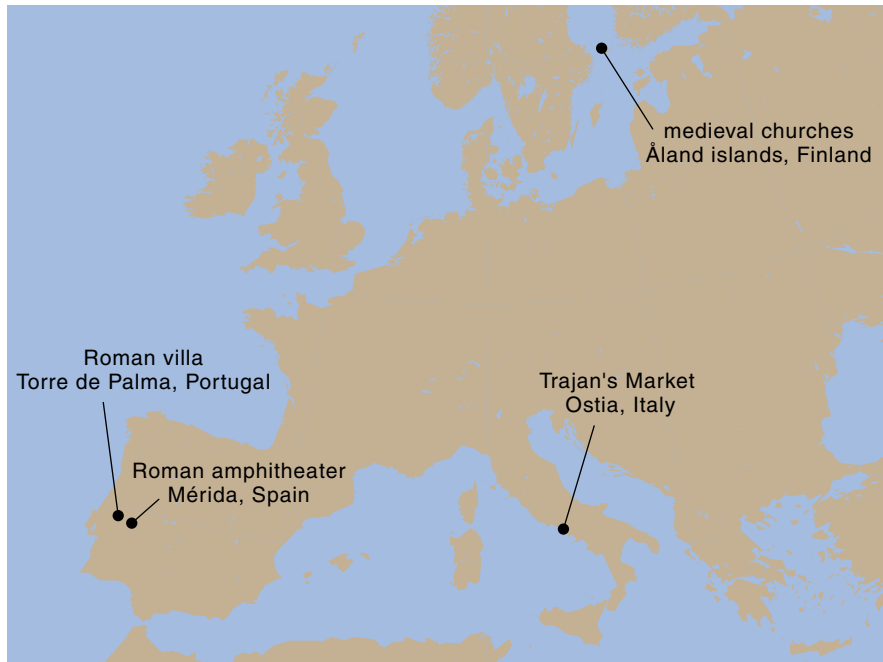 medieval churches
Åland islands, Finland
Roman villa
Torre de Palma, Portugal
Trajan's Market
Ostia, Italy
Roman amphitheater
Mérida, Spain